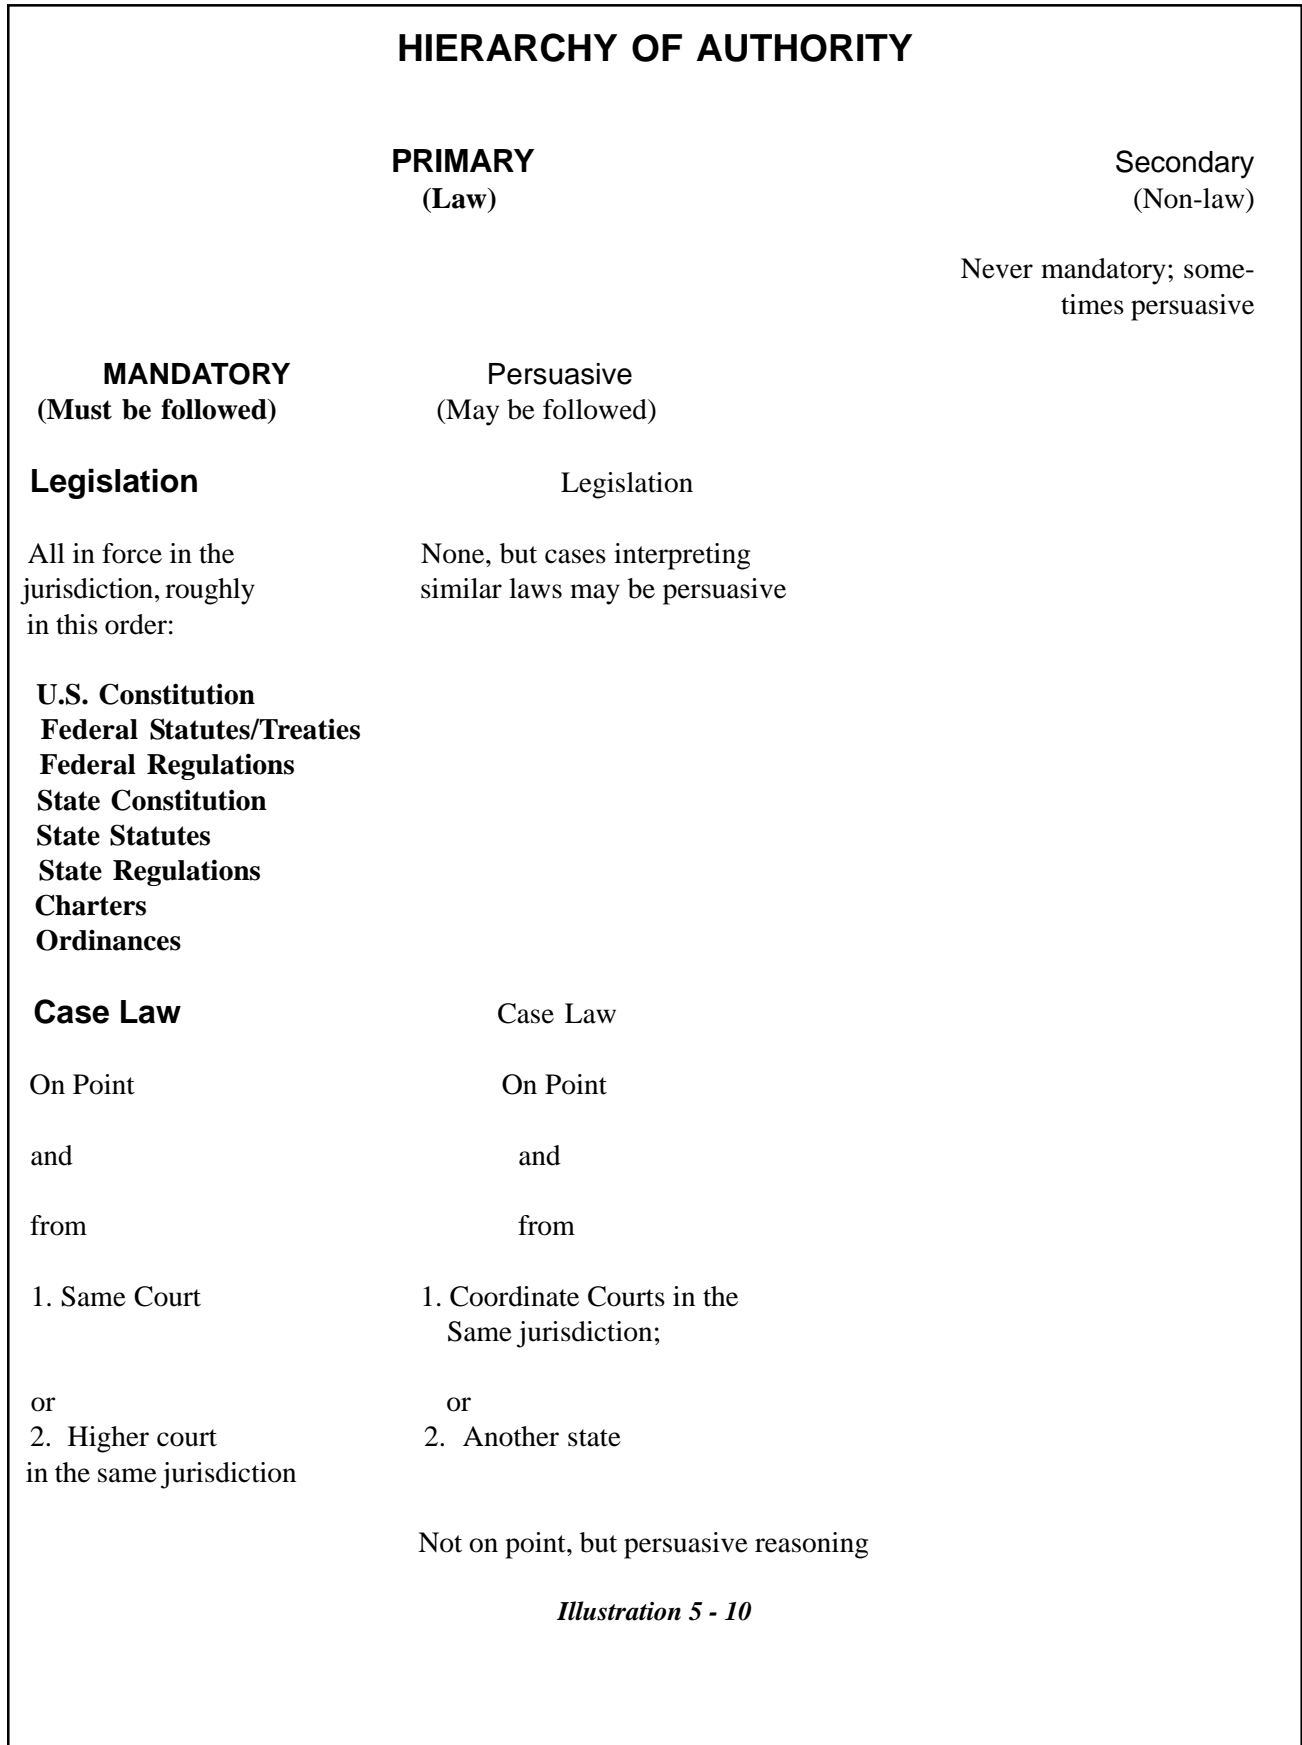 HIERARCHY OF AUTHORITY
PRIMARY Secondary
(Law) (Non-law)
Never mandatory; some-
times persuasive
MANDATORY Persuasive
(Must be followed) (May be followed)
Legislation Legislation
All in force in the None, but cases interpreting
jurisdiction, roughly similar laws may be persuasive
in this order:
U.S. Constitution
Federal Statutes/Treaties
Federal Regulations
State Constitution
State Statutes
State Regulations
Charters
Ordinances
Case Law Case Law
On Point On Point
and and
from from
1. Same Court 1. Coordinate Courts in the
Same jurisdiction;
or or
2. Higher court 2. Another state
in the same jurisdiction
Not on point, but persuasive reasoning
Illustration 5 - 10